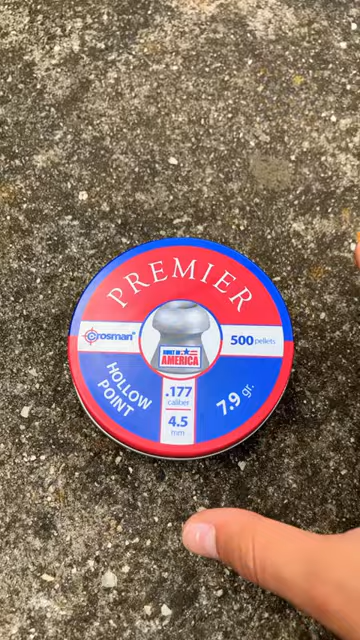 PREMIER
Crosman®
500 pellets
BUILT IN
AMERICA
HOLLOW
POINT
.177
caliber
4.5
mm
7.9 gr.